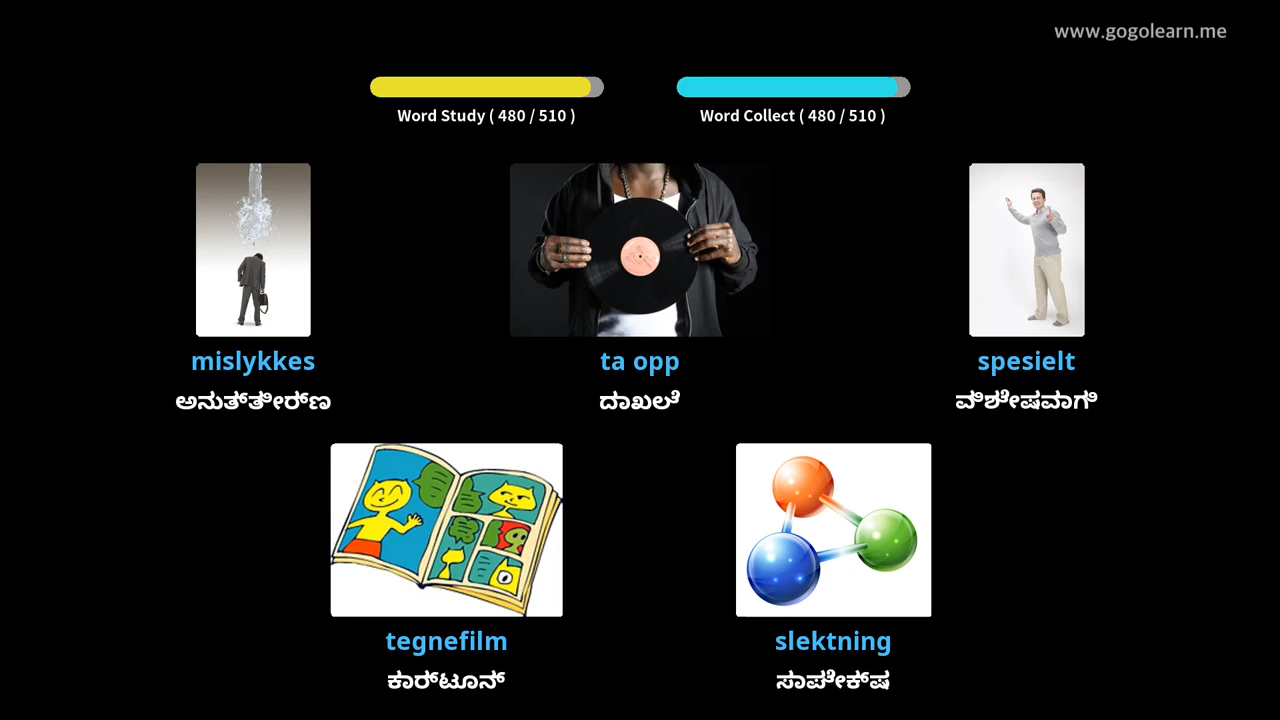 www.gogolearn.me
Word Study ( 480 / 510 )
Word Collect ( 480 / 510 )
mislykkes
ಅನುತ್ತೀರ್ಣ
ta opp
ದಾಖಲೆ
spesielt
ವಿಶೇಷವಾಗಿ
tegnefilm
ಕಾರ್ಟೂನ್
slektning
ಸಾಪೇಕ್ಷ